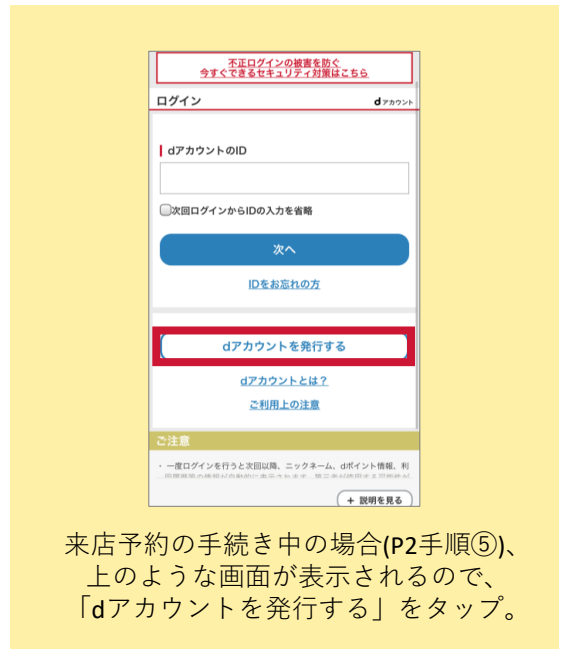 不正ログインの被害を防ぐ
今すぐできるセキュリティ対策はこちら
ログイン
dアカウント
dアカウントのID
次回ログインからIDの入力を省略
次へ
IDをお忘れの方
dアカウントを発行する
dアカウントとは?
ご利用上の注意
ご注意
・ 一度ログインを行うと次回以降、ニックネーム、dポイント情報、利
+ 説明を見る
来店予約の手続き中の場合(P2手順⑤)、
上のような画面が表示されるので、
「dアカウントを発行する」をタップ。